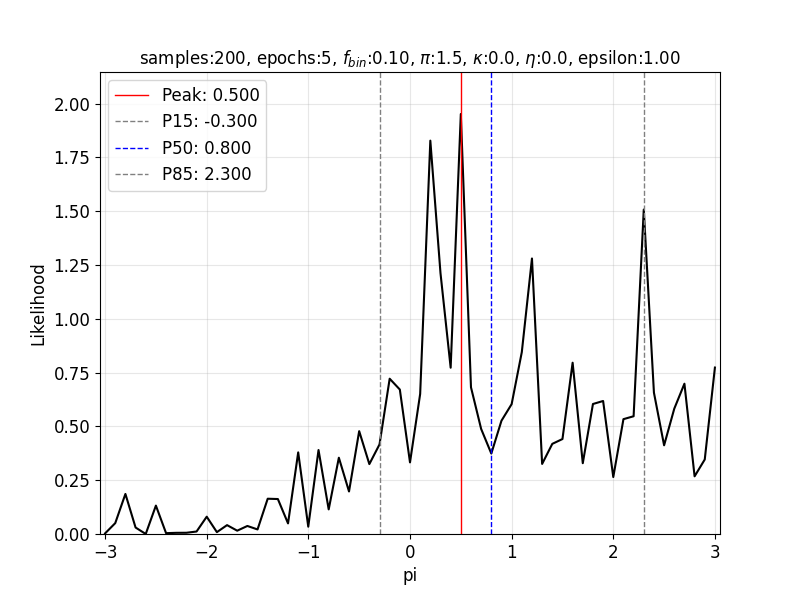 samples:200, epochs:5, f_bin:0.10, π:1.5, κ:0.0, η:0.0, epsilon:1.00
Peak: 0.500
P15: -0.300
P50: 0.800
P85: 2.300
2.00
1.75
1.50
1.25
1.00
0.75
0.50
0.25
0.00
Likelihood
−3 −2 −1 0 1 2 3
pi